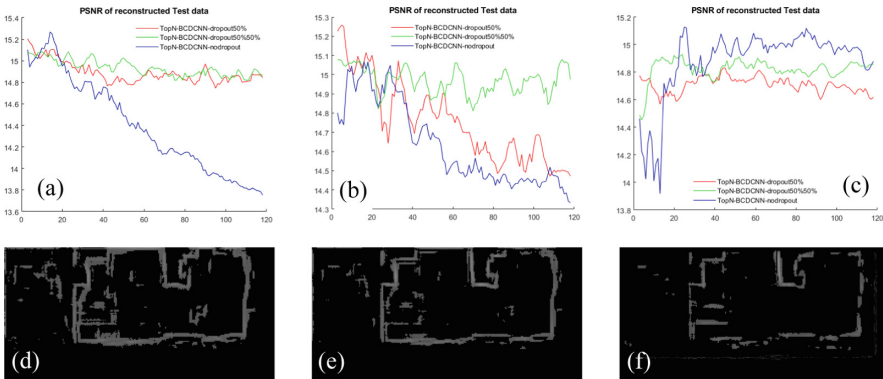 PSNR of reconstructed Test data
15.4
15.2
15
14.8
14.6
14.4
14.2
14
13.8
13.6
0 20 40 60 80 100 120
TopN-BCDCNN-dropout50%
TopN-BCDCNN-dropout50%50%
TopN-BCDCNN-nodropout
(a)
PSNR of reconstructed Test data
15.3
15.2
15.1
15
14.9
14.8
14.7
14.6
14.5
14.4
14.3
0 20 40 60 80 100 120
TopN-BCDCNN-dropout50%
TopN-BCDCNN-dropout50%50%
TopN-BCDCNN-nodropout
(b)
PSNR of reconstructed Test data
15.2
15
14.8
14.6
14.4
14.2
14
13.8
0 20 40 60 80 100 120
TopN-BCDCNN-dropout50%
TopN-BCDCNN-dropout50%50%
TopN-BCDCNN-nodropout
(c)
(d)
(e)
(f)